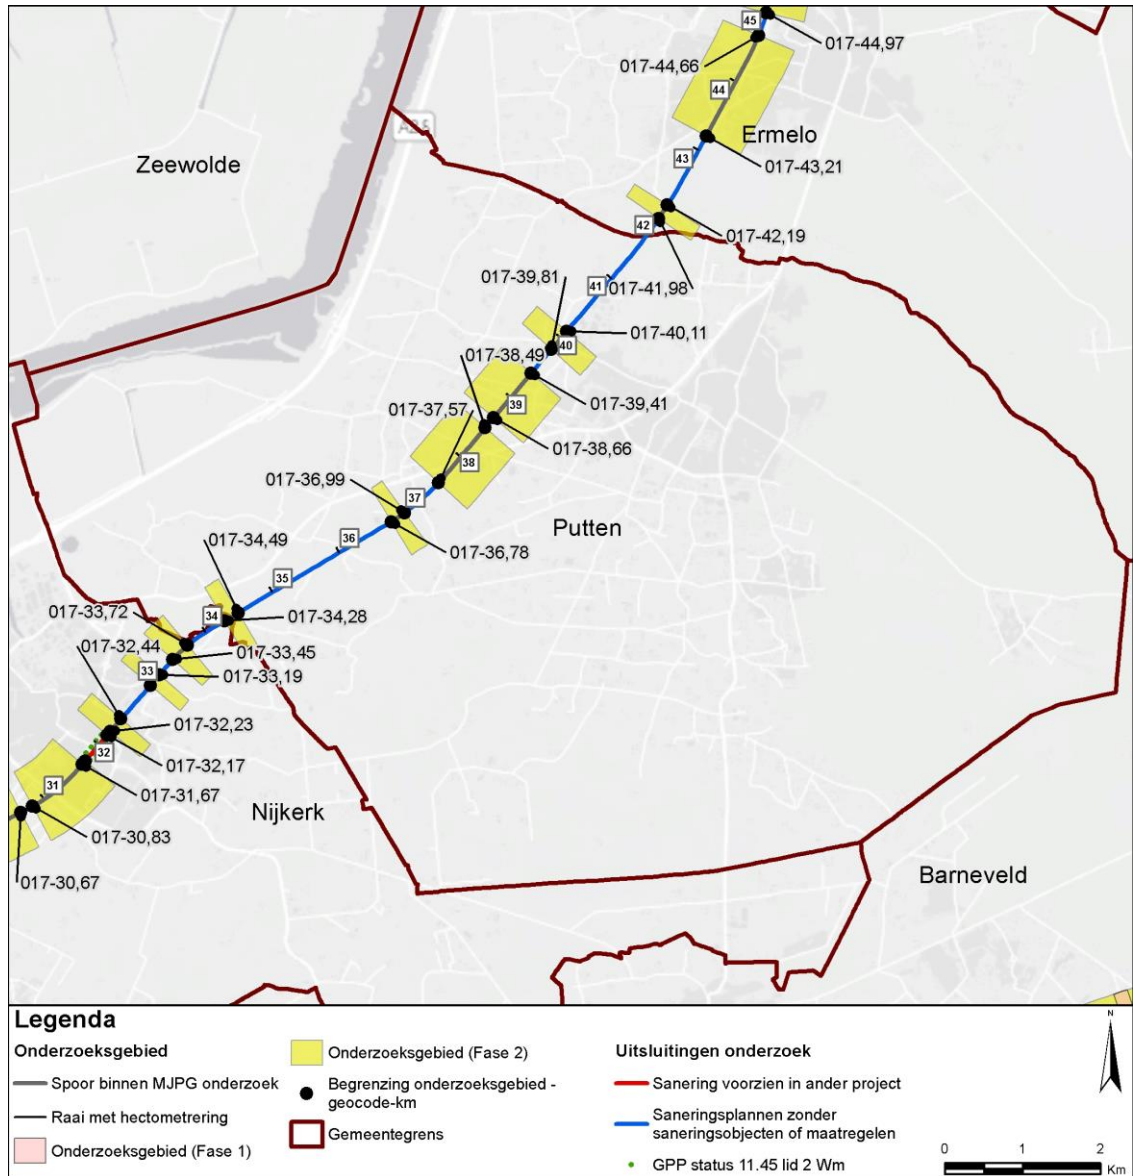 45
017-44,97
017-44,66
44
A28
Ermelo
Zeewolde
43
017-43,21
42
017-42,19
017-39,81
41
017-41,98
017-40,11
40
017-38,49
017-37,57
39
017-39,41
017-38,66
38
017-36,99
37
Putten
36
017-36,78
017-34,49
35
017-33,72
34
017-34,28
017-32,44
017-33,45
33
017-33,19
017-32,23
32
017-32,17
31
017-31,67
Nijkerk
017-30,83
017-30,67
Barneveld
Legenda
Onderzoeksgebied
Spoor binnen MJPG onderzoek
Raai met hectometrering
Onderzoeksgebied (Fase 1)
Onderzoeksgebied (Fase 2)
Begrenzing onderzoeksgebied -
geocode-km
Gemeentegrens
Uitsluitingen onderzoek
Sanering voorzien in ander project
Saneringsplannen zonder
saneringsobjecten of maatregelen
GPP status 11.45 lid 2 Wm
N
0 1 2
Km